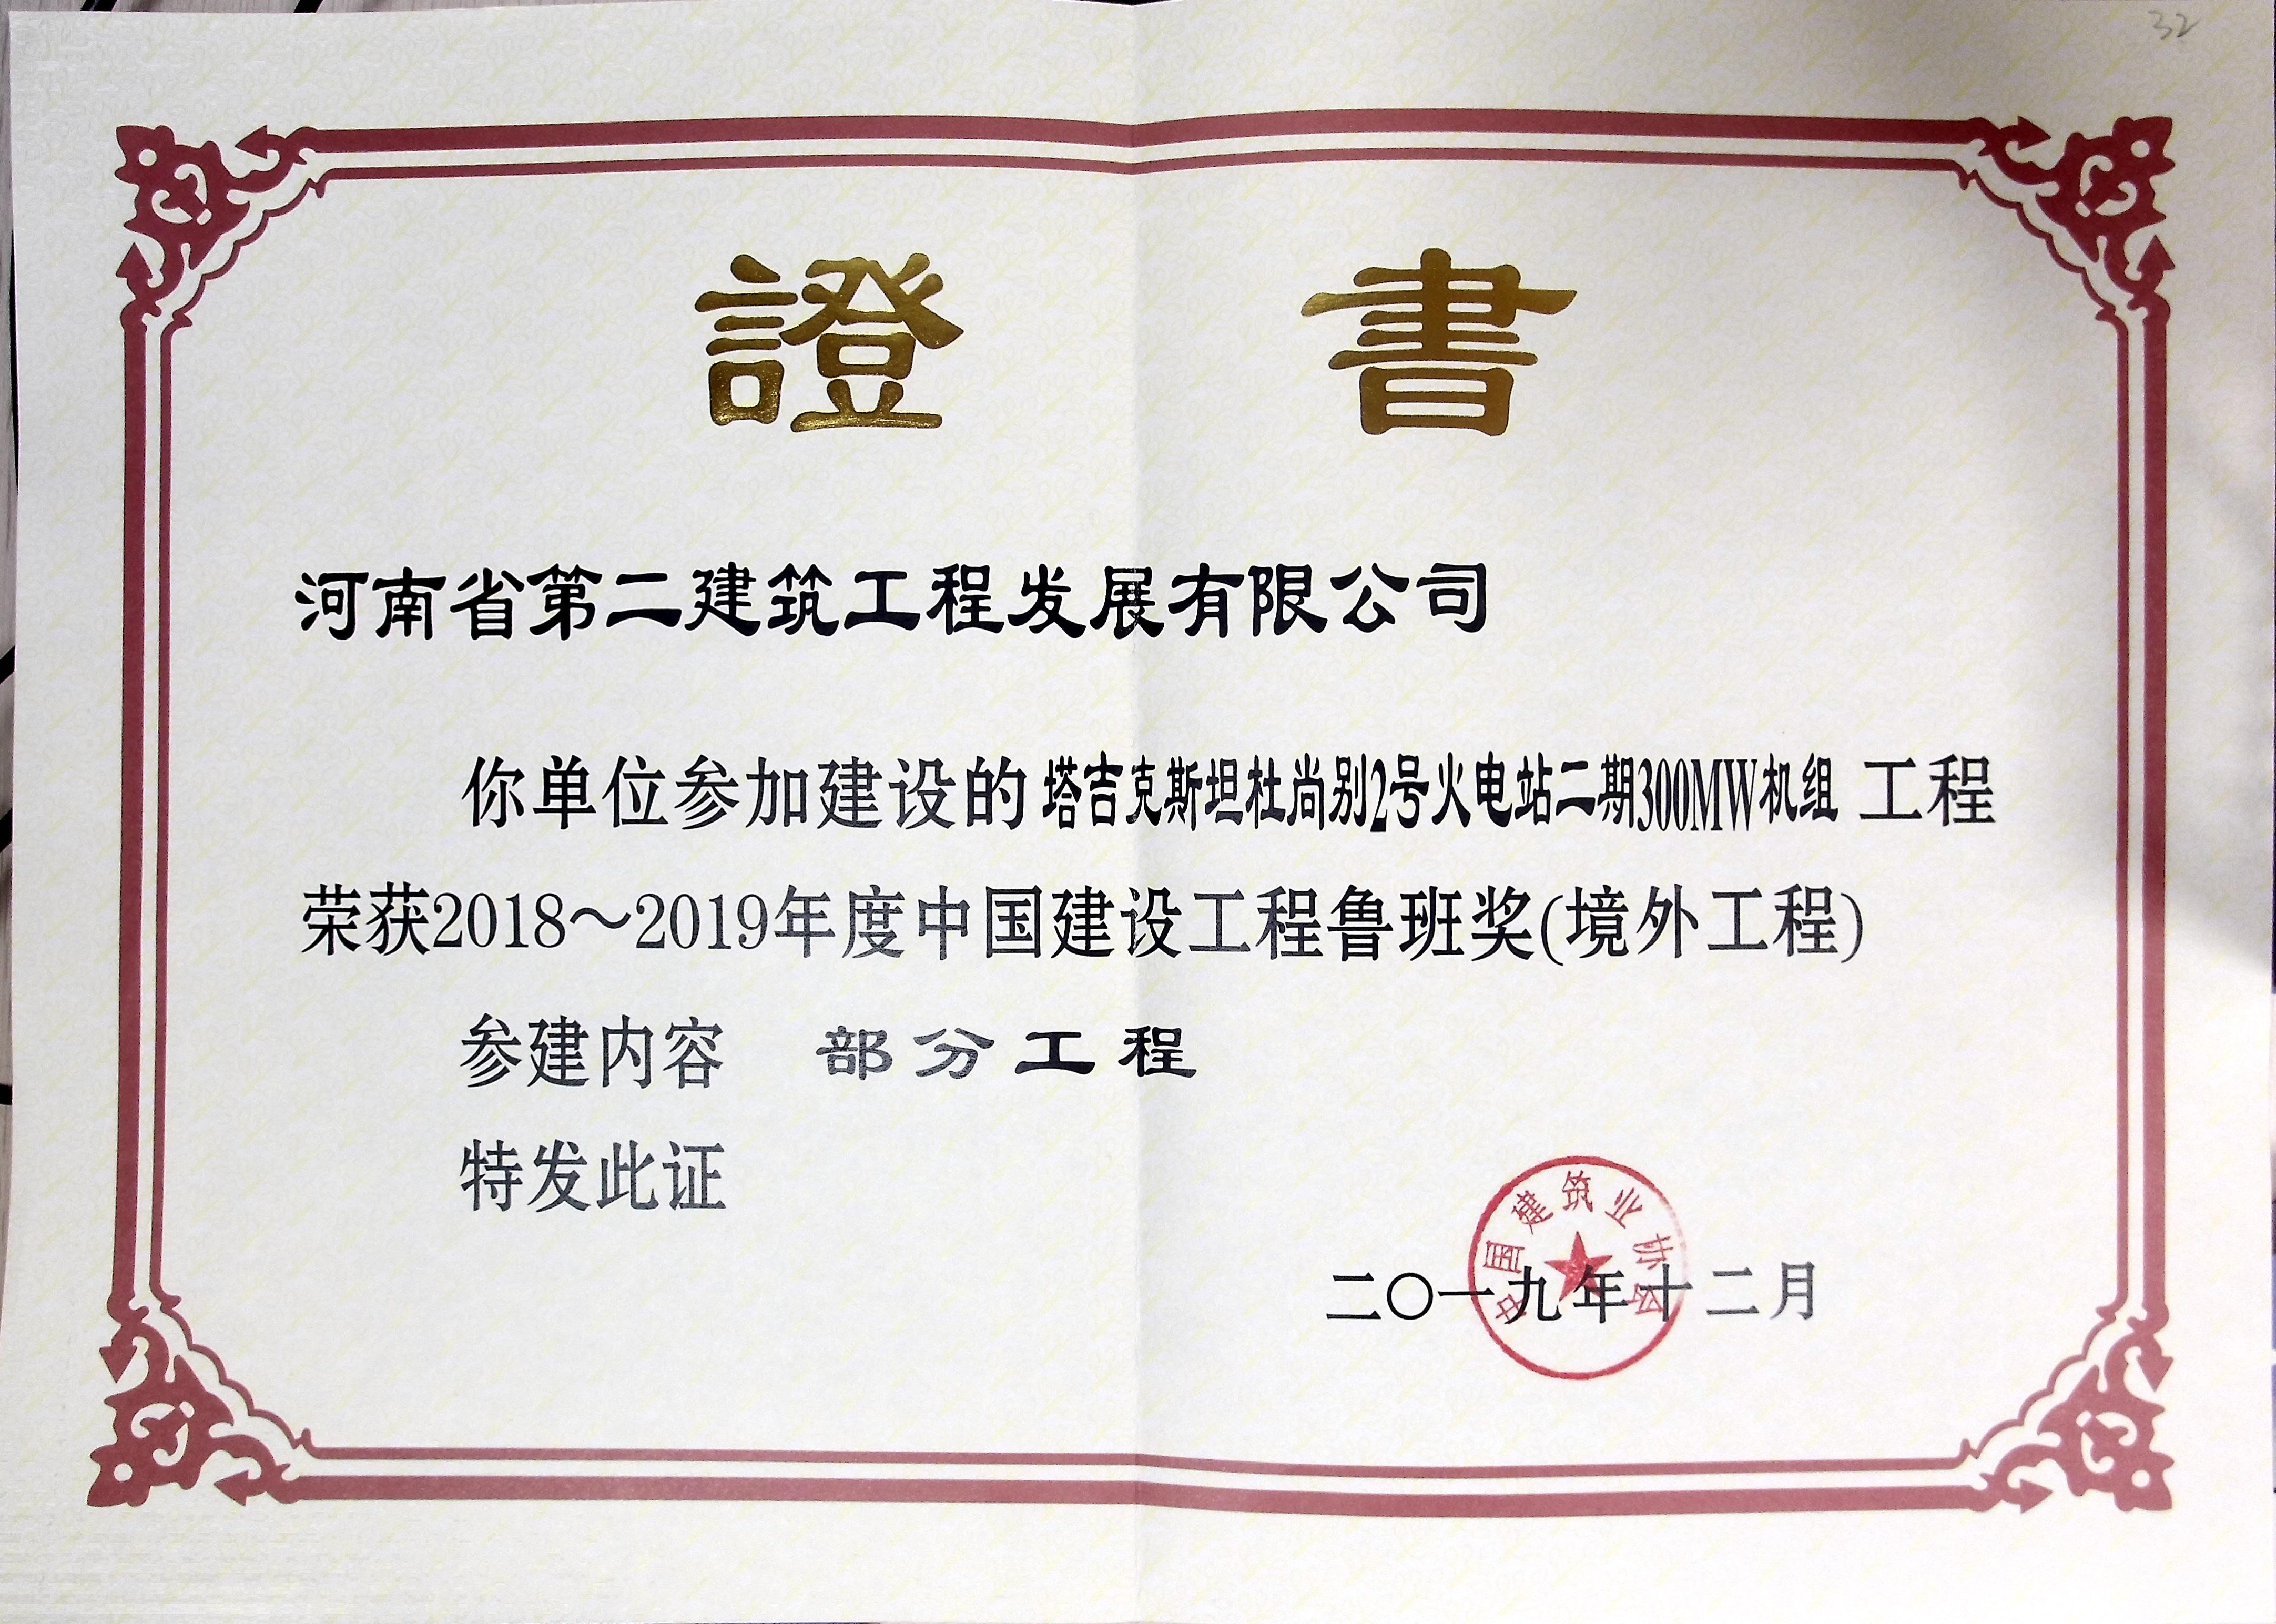 32
證書
河南省第二建筑工程发展有限公司
你单位参加建设的塔吉克斯坦杜尚别2号火电站二期300MW机组 工程
荣获2018～2019年度中国建设工程鲁班奖(境外工程)
参建内容 部分工程
特发此证
中国建筑业协会
二〇一九年十二月